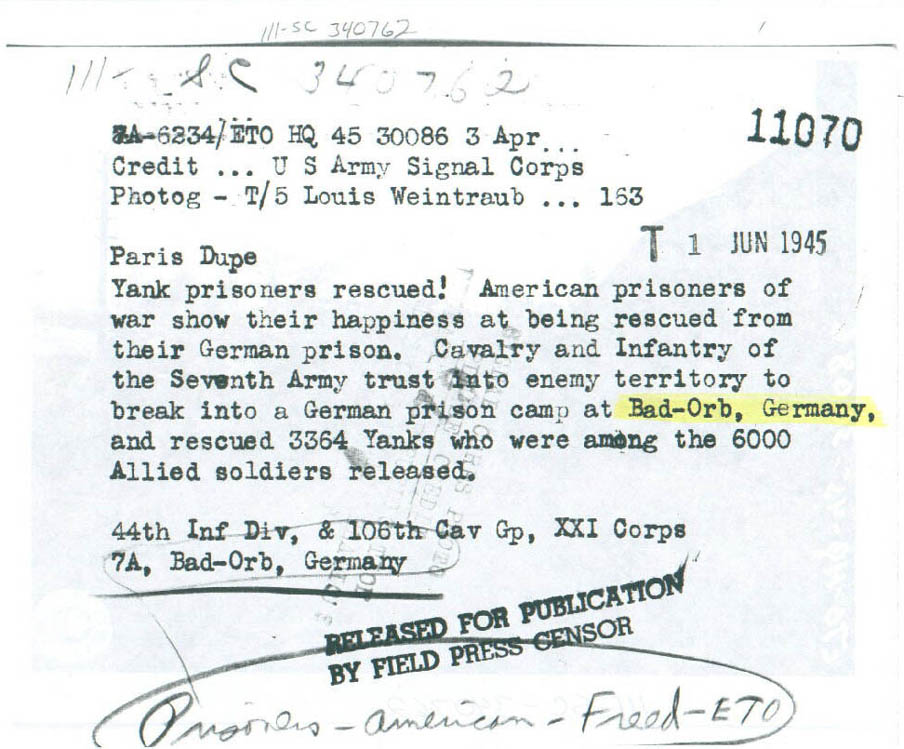 111-SC 340762
111-SC 340762
7A-6234/ETO HQ 45 30086 3 Apr...
11070
Credit ... U S Army Signal Corps
Photog - T/5 Louis Weintraub ... 163
T 1 JUN 1945
Paris Dupe
Yank prisoners rescued! American prisoners of
war show their happiness at being rescued from
their German prison. Cavalry and Infantry of
the Seventh Army trust into enemy territory to
break into a German prison camp at Bad-Orb, Germany,
and rescued 3364 Yanks who were among the 6000
Allied soldiers released.
44th Inf Div, & 106th Cav Gp, XXI Corps
7A, Bad-Orb, Germany
RELEASED FOR PUBLICATION
BY FIELD PRESS CENSOR
Prisoners - American - Freed - ETO